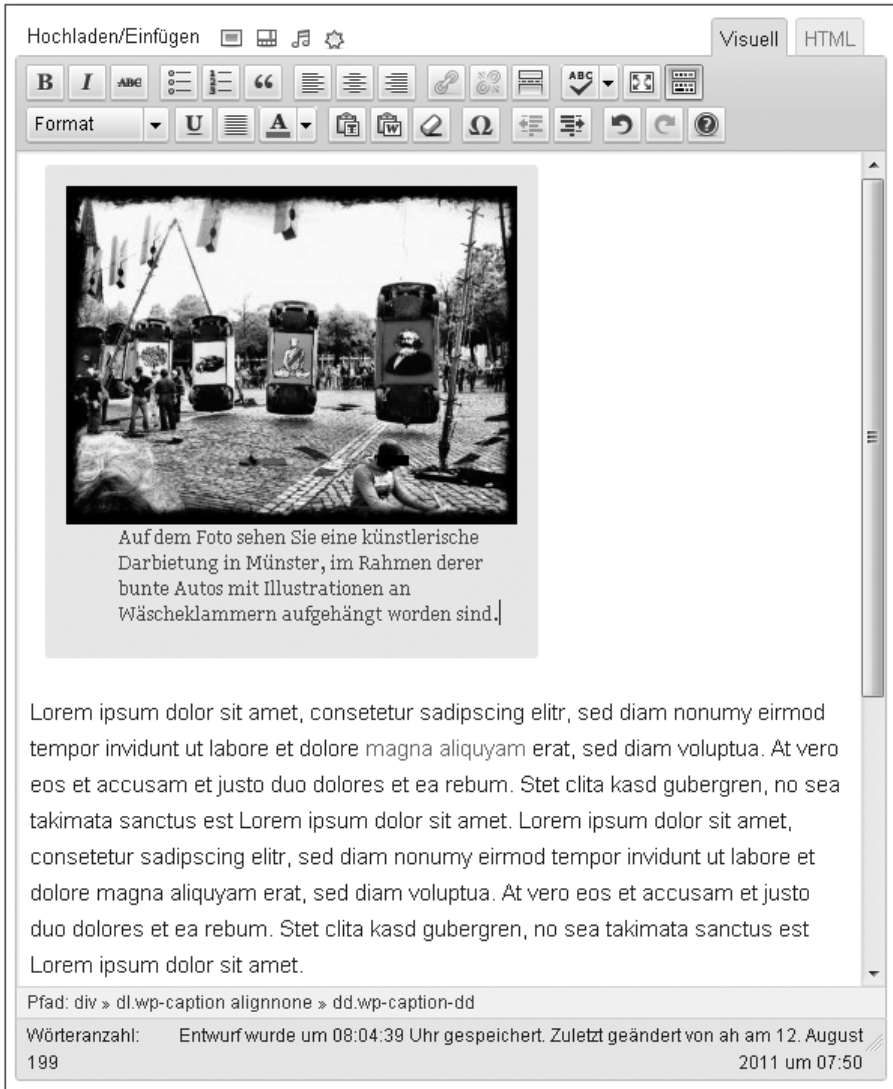 Hochladen/Einfügen
Visuell
HTML
B I ABC 1 2 3 “ ABC
Format U A T W Ω ?
Auf dem Foto sehen Sie eine künstlerische
Darbietung in Münster, im Rahmen derer
bunte Autos mit Illustrationen an
Wäscheklammern aufgehängt worden sind.
Lorem ipsum dolor sit amet, consetetur sadipscing elitr, sed diam nonumy eirmod
tempor invidunt ut labore et dolore magna aliquyam erat, sed diam voluptua. At vero
eos et accusam et justo duo dolores et ea rebum. Stet clita kasd gubergren, no sea
takimata sanctus est Lorem ipsum dolor sit amet. Lorem ipsum dolor sit amet,
consetetur sadipscing elitr, sed diam nonumy eirmod tempor invidunt ut labore et
dolore magna aliquyam erat, sed diam voluptua. At vero eos et accusam et justo
duo dolores et ea rebum. Stet clita kasd gubergren, no sea takimata sanctus est
Lorem ipsum dolor sit amet.
Pfad: div » dl.wp-caption alignnone » dd.wp-caption-dd
Wörteranzahl: Entwurf wurde um 08:04:39 Uhr gespeichert. Zuletzt geändert von ah am 12. August
199 2011 um 07:50